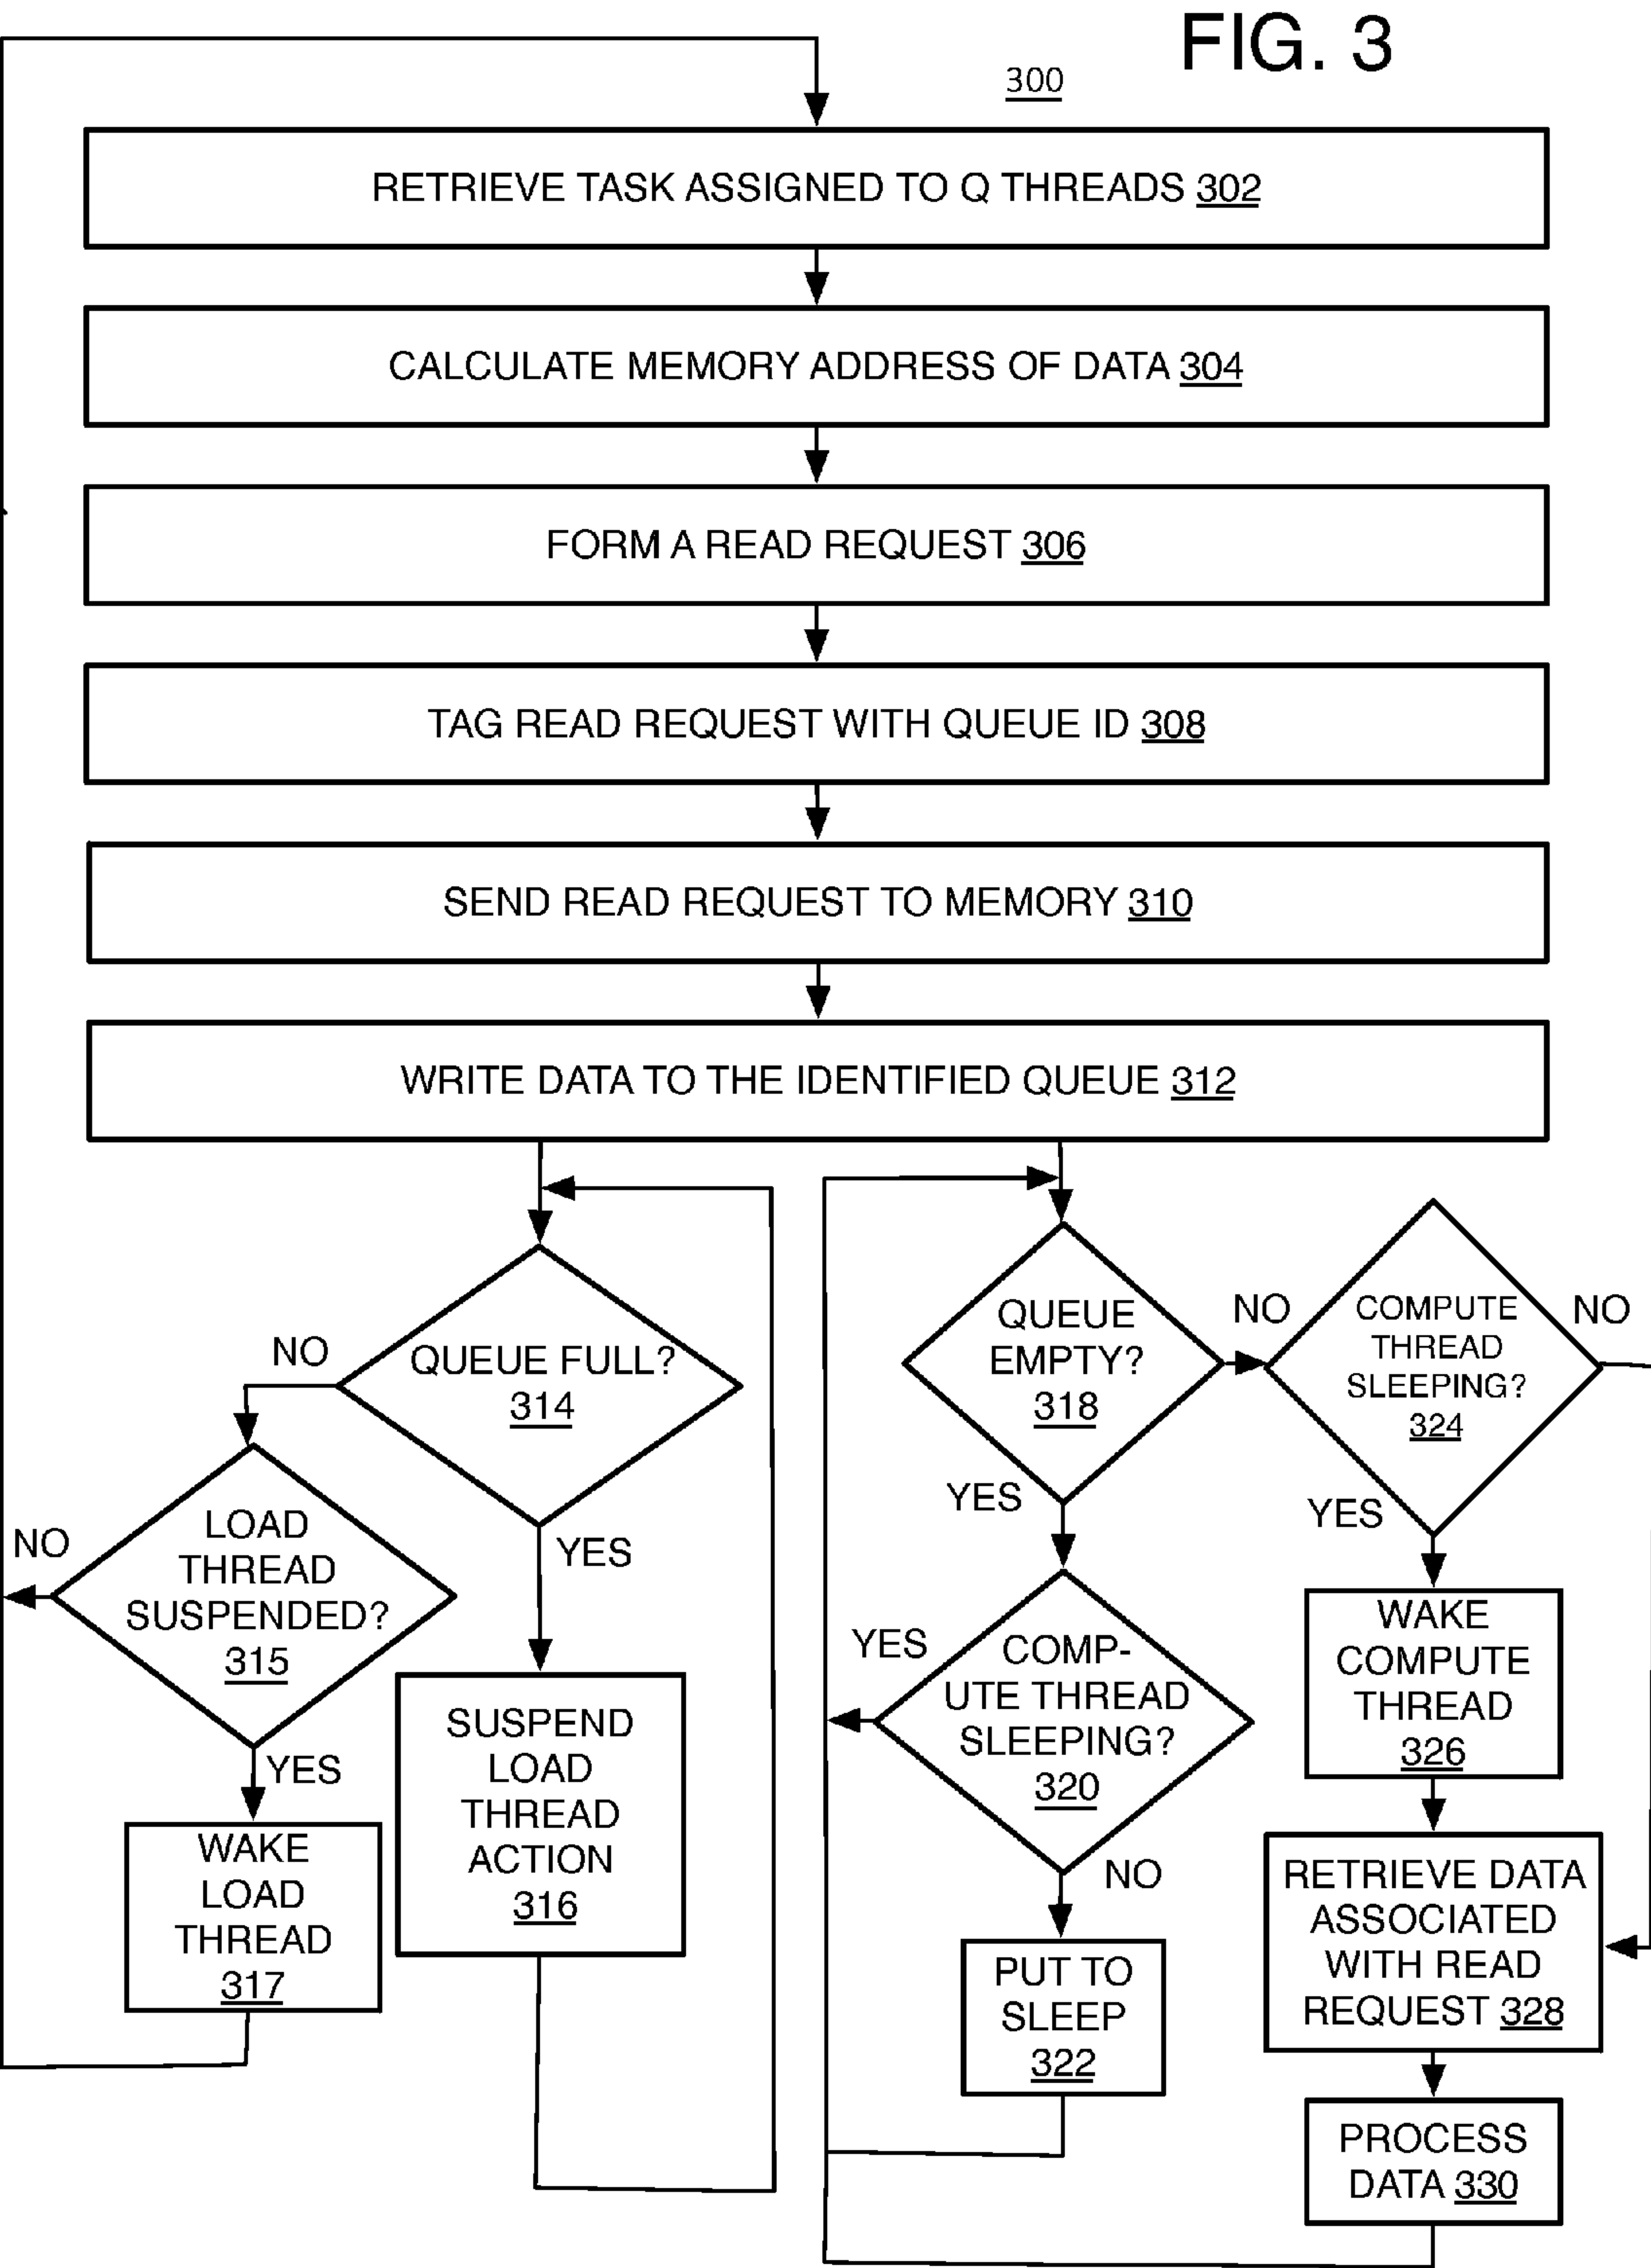 FIG. 3
300
RETRIEVE TASK ASSIGNED TO Q THREADS 302
CALCULATE MEMORY ADDRESS OF DATA 304
FORM A READ REQUEST 306
TAG READ REQUEST WITH QUEUE ID 308
SEND READ REQUEST TO MEMORY 310
WRITE DATA TO THE IDENTIFIED QUEUE 312
NO
QUEUE FULL?
314
YES
NO
LOAD
THREAD
SUSPENDED?
315
YES
WAKE
LOAD
THREAD
317
SUSPEND
LOAD
THREAD
ACTION
316
QUEUE
EMPTY?
318
NO
YES
YES
COMP-
UTE THREAD
SLEEPING?
320
NO
PUT TO
SLEEP
322
COMPUTE
THREAD
SLEEPING?
324
NO
YES
WAKE
COMPUTE
THREAD
326
RETRIEVE DATA
ASSOCIATED
WITH READ
REQUEST 328
PROCESS
DATA 330